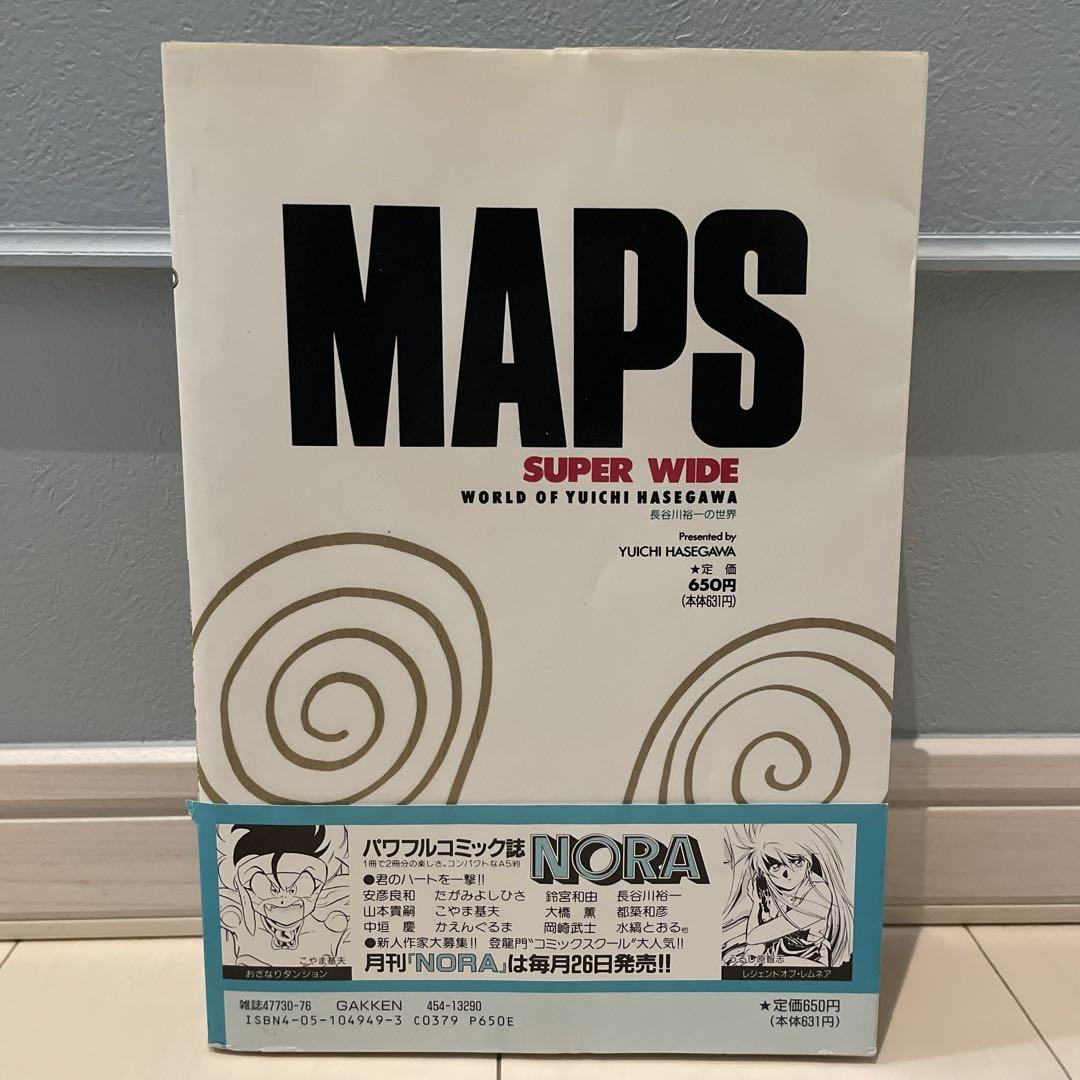 MAPS
SUPER WIDE
WORLD OF YUICHI HASEGAWA
長谷川裕一の世界
Presented by
YUICHI HASEGAWA
★定 価
650円
(本体631円)
パワフルコミック誌 NORA
1冊で2冊分の楽しさ。コンパクトなA5判
●君のハートを一撃!!
安彦良和 たがみよしひさ 鈴宮和由 長谷川裕一
山本貴嗣 こやま基夫 大橋 薫 都築和彦
中垣 慶 かえんぐるま 岡崎武士 水縞とおる他
●新人作家大募集!! 登龍門“コミックスクール”大人気!!
月刊『NORA』は毎月26日発売!!
こやま基夫
おざなりダンジョン
うるし原智志
レジェンドオブ・レムネア
雑誌47730-76 GAKKEN 454-13290
ISBN4-05-104949-3 C0379 P650E
★定価650円
(本体631円)